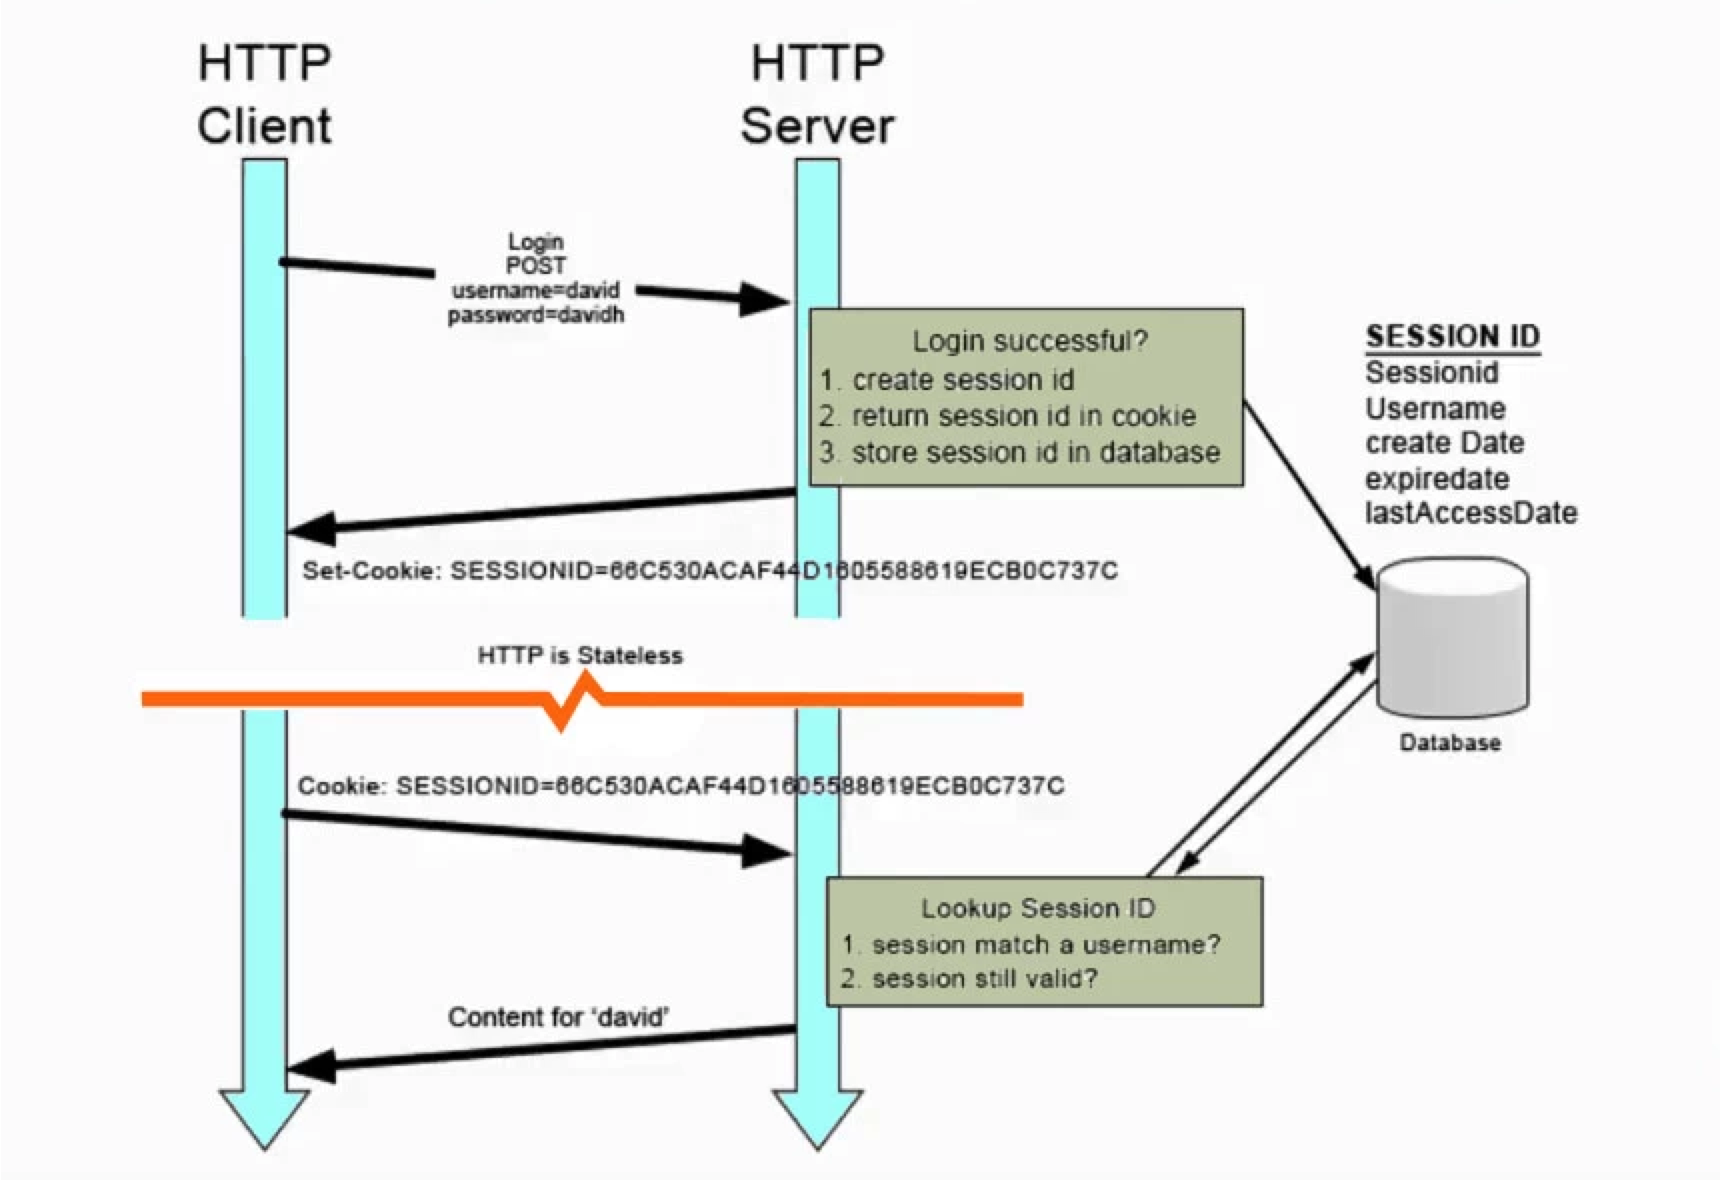 HTTP
Client
HTTP
Server
Login
POST
username=david
password=davidh
Login successful?
1. create session id
2. return session id in cookie
3. store session id in database
SESSION ID
Sessionid
Username
create Date
expiredate
lastAccessDate
Set-Cookie: SESSIONID=66C530ACAF44D1605588619ECB0C737C
HTTP is Stateless
Database
Cookie: SESSIONID=66C530ACAF44D1605588619ECB0C737C
Lookup Session ID
1. session match a username?
2. session still valid?
Content for ‘david’